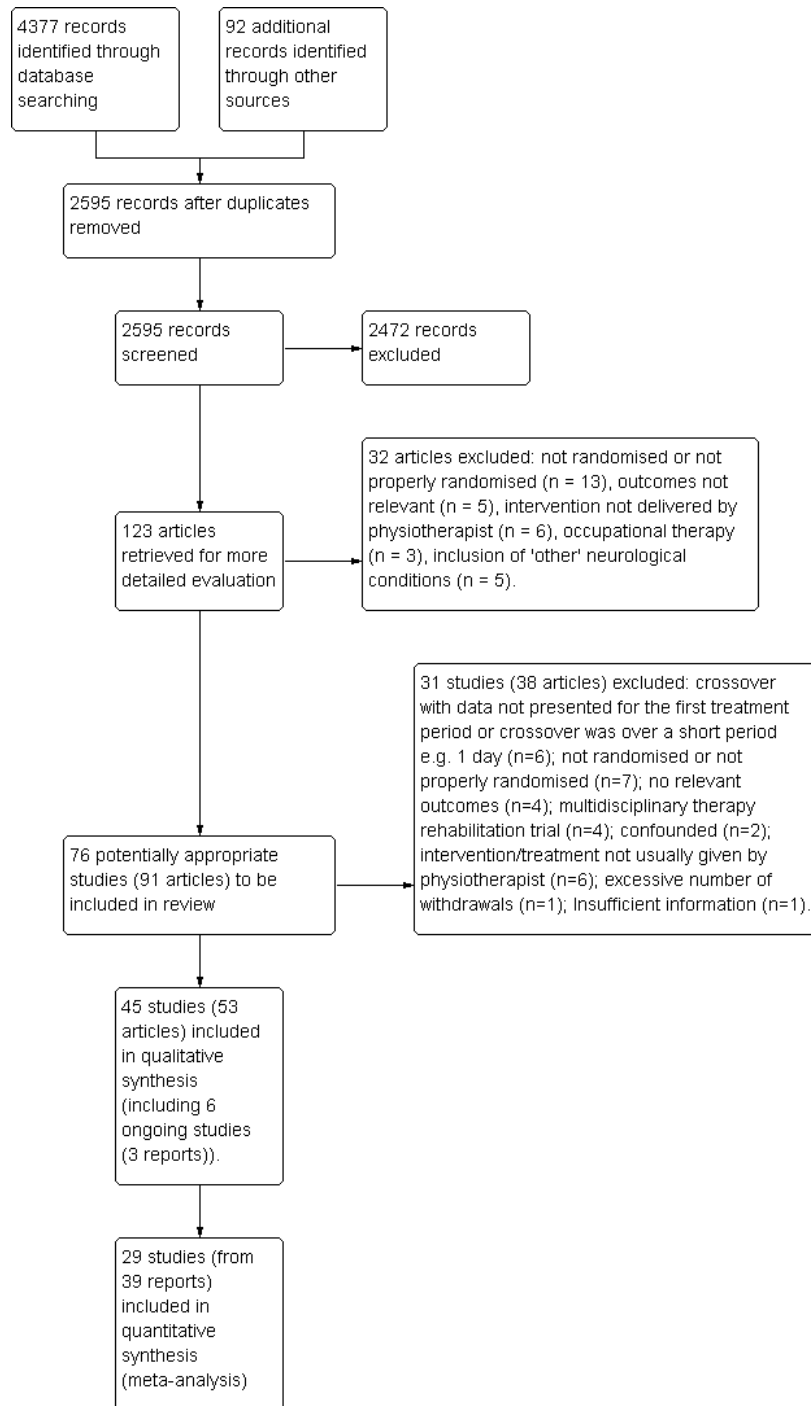 4377 records
identified through
database
searching
92 additional
records identified
through other
sources
2595 records after duplicates
removed
2595 records
screened
2472 records
excluded
123 articles
retrieved for more
detailed evaluation
32 articles excluded: not randomised or not
properly randomised (n = 13), outcomes not
relevant (n = 5), intervention not delivered by
physiotherapist (n = 6), occupational therapy
(n = 3), inclusion of 'other' neurological
conditions (n = 5).
76 potentially appropriate
studies (91 articles) to be
included in review
31 studies (38 articles) excluded: crossover
with data not presented for the first treatment
period or crossover was over a short period
e.g. 1 day (n=6); not randomised or not
properly randomised (n=7); no relevant
outcomes (n=4); multidisciplinary therapy
rehabilitation trial (n=4); confounded (n=2);
intervention/treatment not usually given by
physiotherapist (n=6); excessive number of
withdrawals (n=1); Insufficient information (n=1).
45 studies (53
articles) included
in qualitative
synthesis
(including 6
ongoing studies
(3 reports)).
29 studies (from
39 reports)
included in
quantitative
synthesis
(meta-analysis)